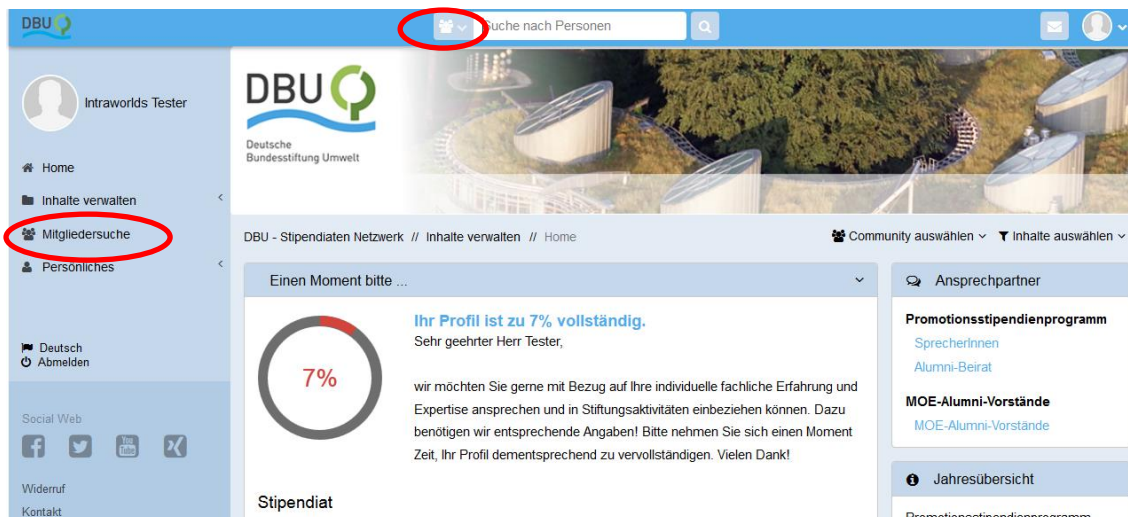 DBU
Suche nach Personen
Intraworlds Tester
Home
Inhalte verwalten
Mitgliedersuche
Persönliches
Deutsch
Abmelden
Social Web
You
Tube
Widerruf
Kontakt
DBU
Deutsche
Bundesstiftung Umwelt
DBU - Stipendiaten Netzwerk // Inhalte verwalten // Home
Community auswählen
Inhalte auswählen
Einen Moment bitte ...
7%
Ihr Profil ist zu 7% vollständig.
Sehr geehrter Herr Tester,
wir möchten Sie gerne mit Bezug auf Ihre individuelle fachliche Erfahrung und
Expertise ansprechen und in Stiftungsaktivitäten einbeziehen können. Dazu
benötigen wir entsprechende Angaben! Bitte nehmen Sie sich einen Moment
Zeit, Ihr Profil dementsprechend zu vervollständigen. Vielen Dank!
Stipendiat
Ansprechpartner
Promotionsstipendienprogramm
SprecherInnen
Alumni-Beirat
MOE-Alumni-Vorstände
MOE-Alumni-Vorstände
Jahresübersicht
Promotionsstipendienprogramm